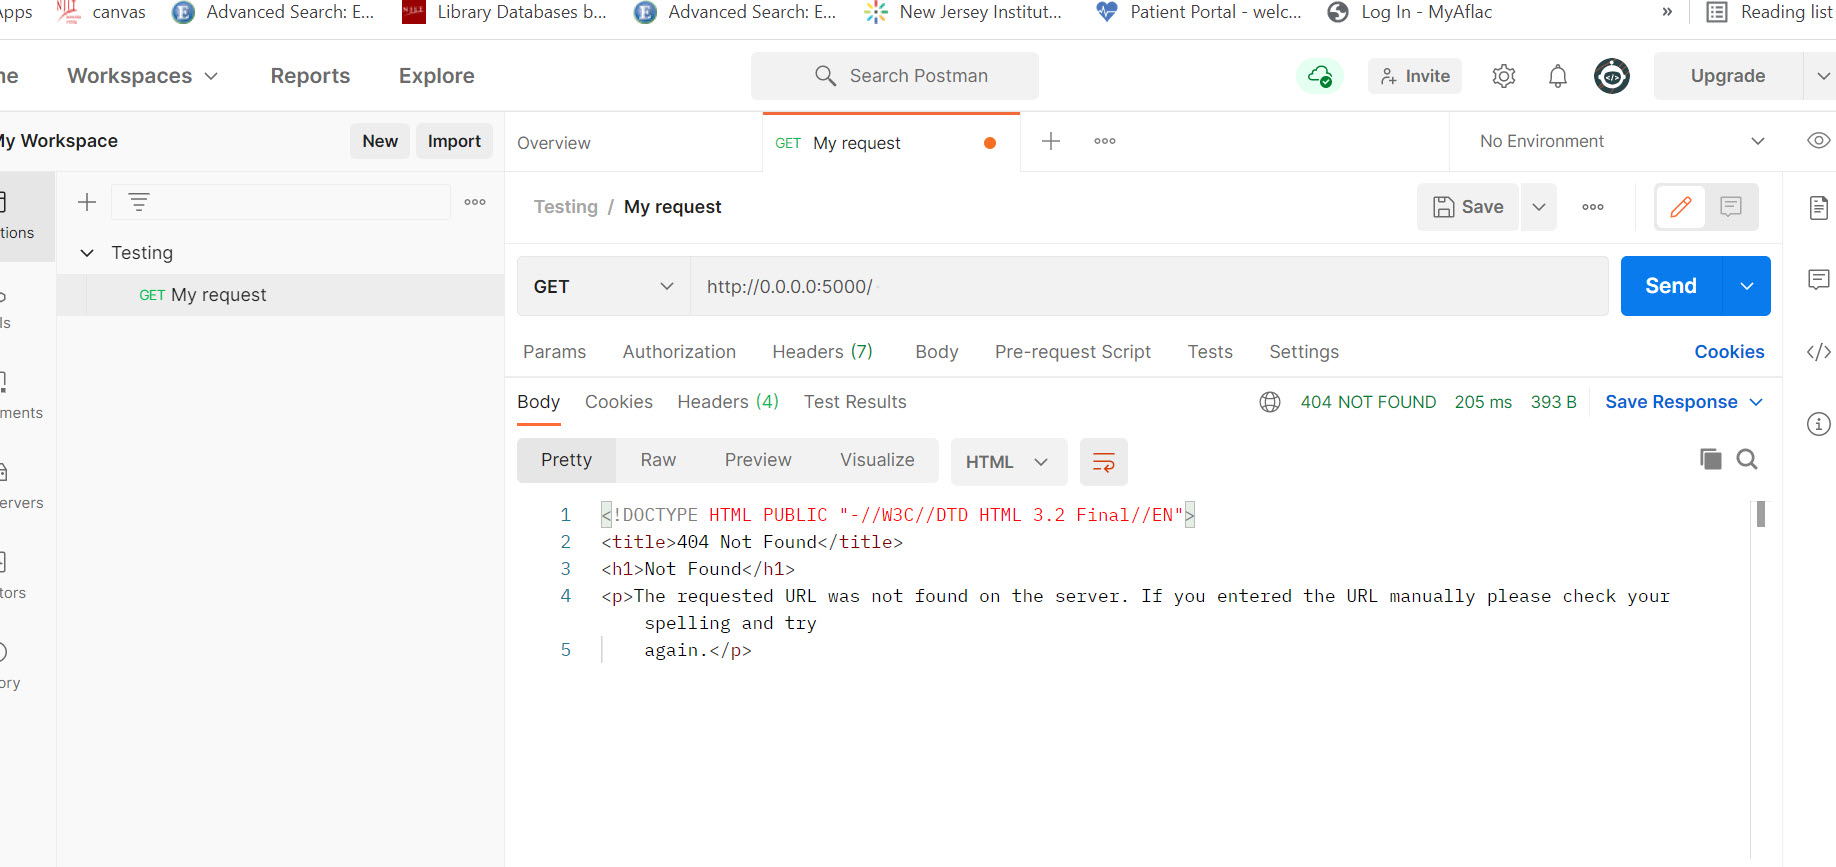 pps canvas Advanced Search: E... Library Databases b... Advanced Search: E... New Jersey Institut... Patient Portal - welc... Log In - MyAflac » Reading list
ne Workspaces Reports Explore Search Postman Invite Upgrade
My Workspace New Import Overview GET My request No Environment
tions
Testing / My request Save
Testing
GET My request
GET http://0.0.0.0:5000/ Send
ls
Params Authorization Headers (7) Body Pre-request Script Tests Settings Cookies
ments
Body Cookies Headers (4) Test Results 404 NOT FOUND 205 ms 393 B Save Response
Pretty Raw Preview Visualize HTML
ervers
1 <!DOCTYPE HTML PUBLIC "-//W3C//DTD HTML 3.2 Final//EN">
2 <title>404 Not Found</title>
3 <h1>Not Found</h1>
tors
4 <p>The requested URL was not found on the server. If you entered the URL manually please check your
spelling and try
5 again.</p>
ory